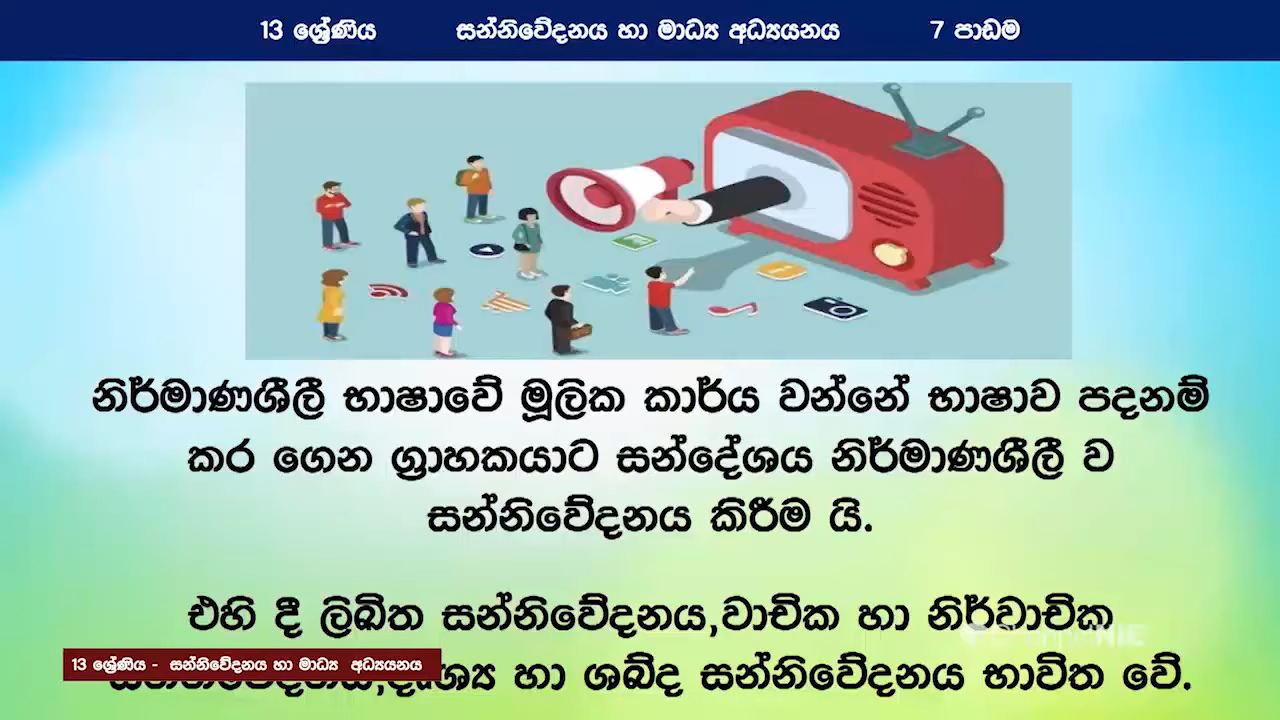 13 ශ්‍රේණිය සන්නිවේදනය හා මාධ්‍ය අධ්‍යයනය 7 පාඩම
නිර්මාණශීලී භාෂාවේ මූලික කාර්ය වන්නේ භාෂාව පදනම්
කර ගෙන ග්‍රාහකයාට සන්දේශය නිර්මාණශීලී ව
සන්නිවේදනය කිරීම යි.
එහි දී ලිඛිත සන්නිවේදනය,වාචික හා නිර්වාචික
හා ශබ්ද සන්නිවේදනය භාවිත වේ.
13 ශ්‍රේණිය - සන්නිවේදනය හා මාධ්‍ය අධ්‍යයනය